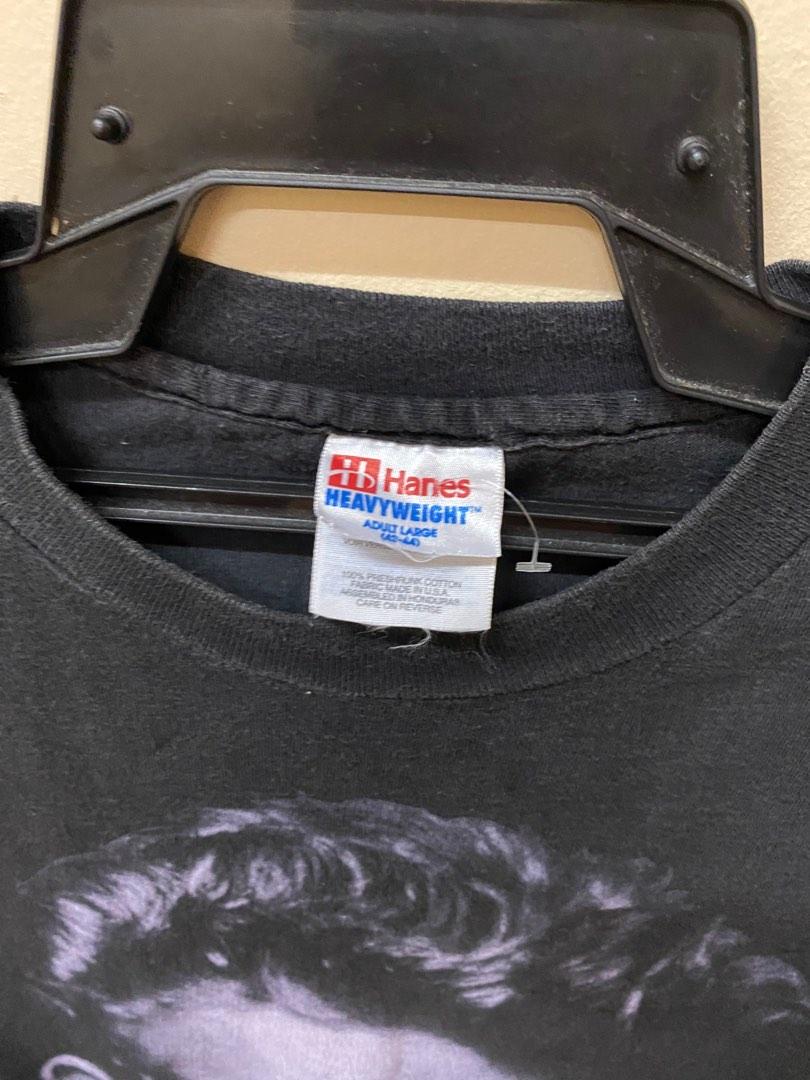 Hanes
HEAVYWEIGHT™
ADULT LARGE
(42-44)
100% PRESHRUNK COTTON
FABRIC MADE IN U.S.A.
ASSEMBLED IN HONDURAS
CARE ON REVERSE